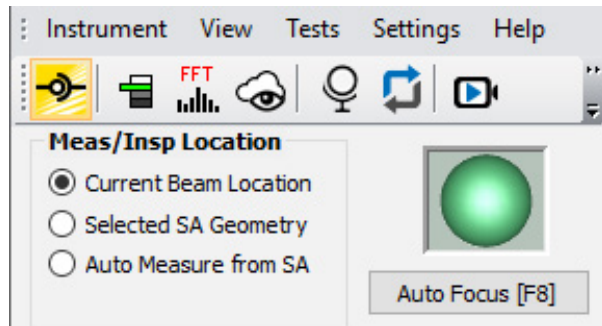 Instrument View Tests Settings Help
FFT
Meas/Insp Location
Current Beam Location
Selected SA Geometry
Auto Measure from SA
Auto Focus [F8]